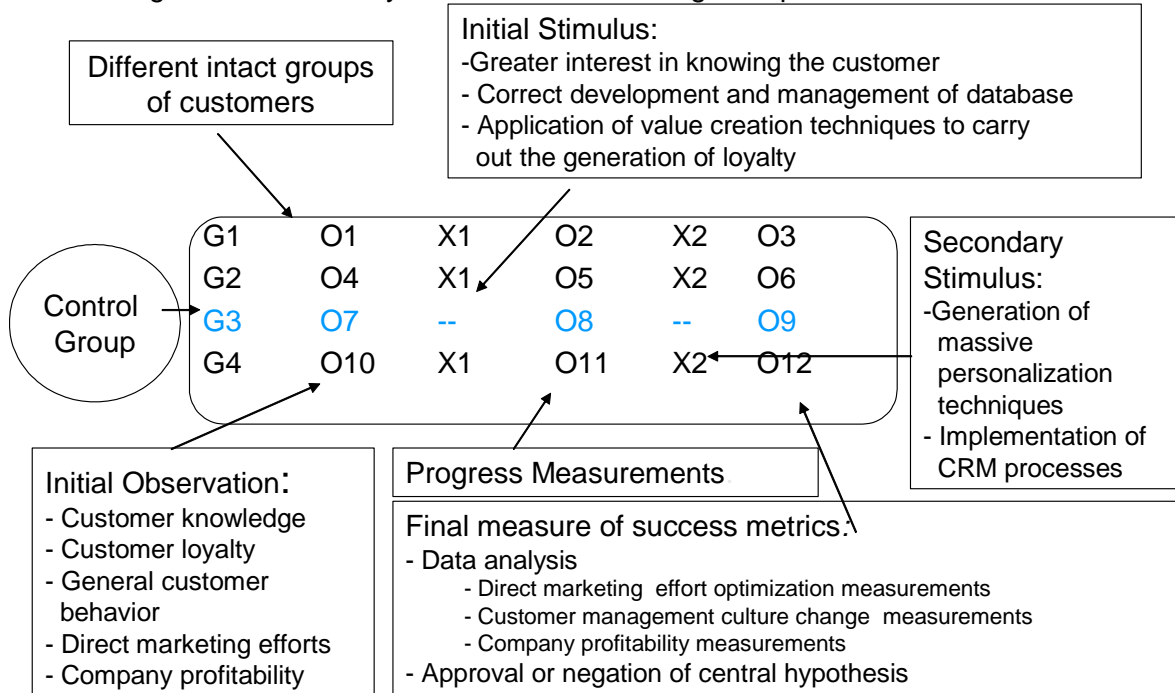 Different intact groups
of customers
Initial Stimulus:
-Greater interest in knowing the customer
- Correct development and management of database
- Application of value creation techniques to carry
out the generation of loyalty
Control
Group
G1 O1 X1 O2 X2 O3
G2 O4 X1 O5 X2 O6
G3 O7 -- O8 -- O9
G4 O10 X1 O11 X2 O12
Secondary
Stimulus:
-Generation of
massive
personalization
techniques
- Implementation of
CRM processes
Initial Observation:
- Customer knowledge
- Customer loyalty
- General customer
behavior
- Direct marketing efforts
- Company profitability
Progress Measurements.
Final measure of success metrics:
- Data analysis
- Direct marketing effort optimization measurements
- Customer management culture change measurements
- Company profitability measurements
- Approval or negation of central hypothesis